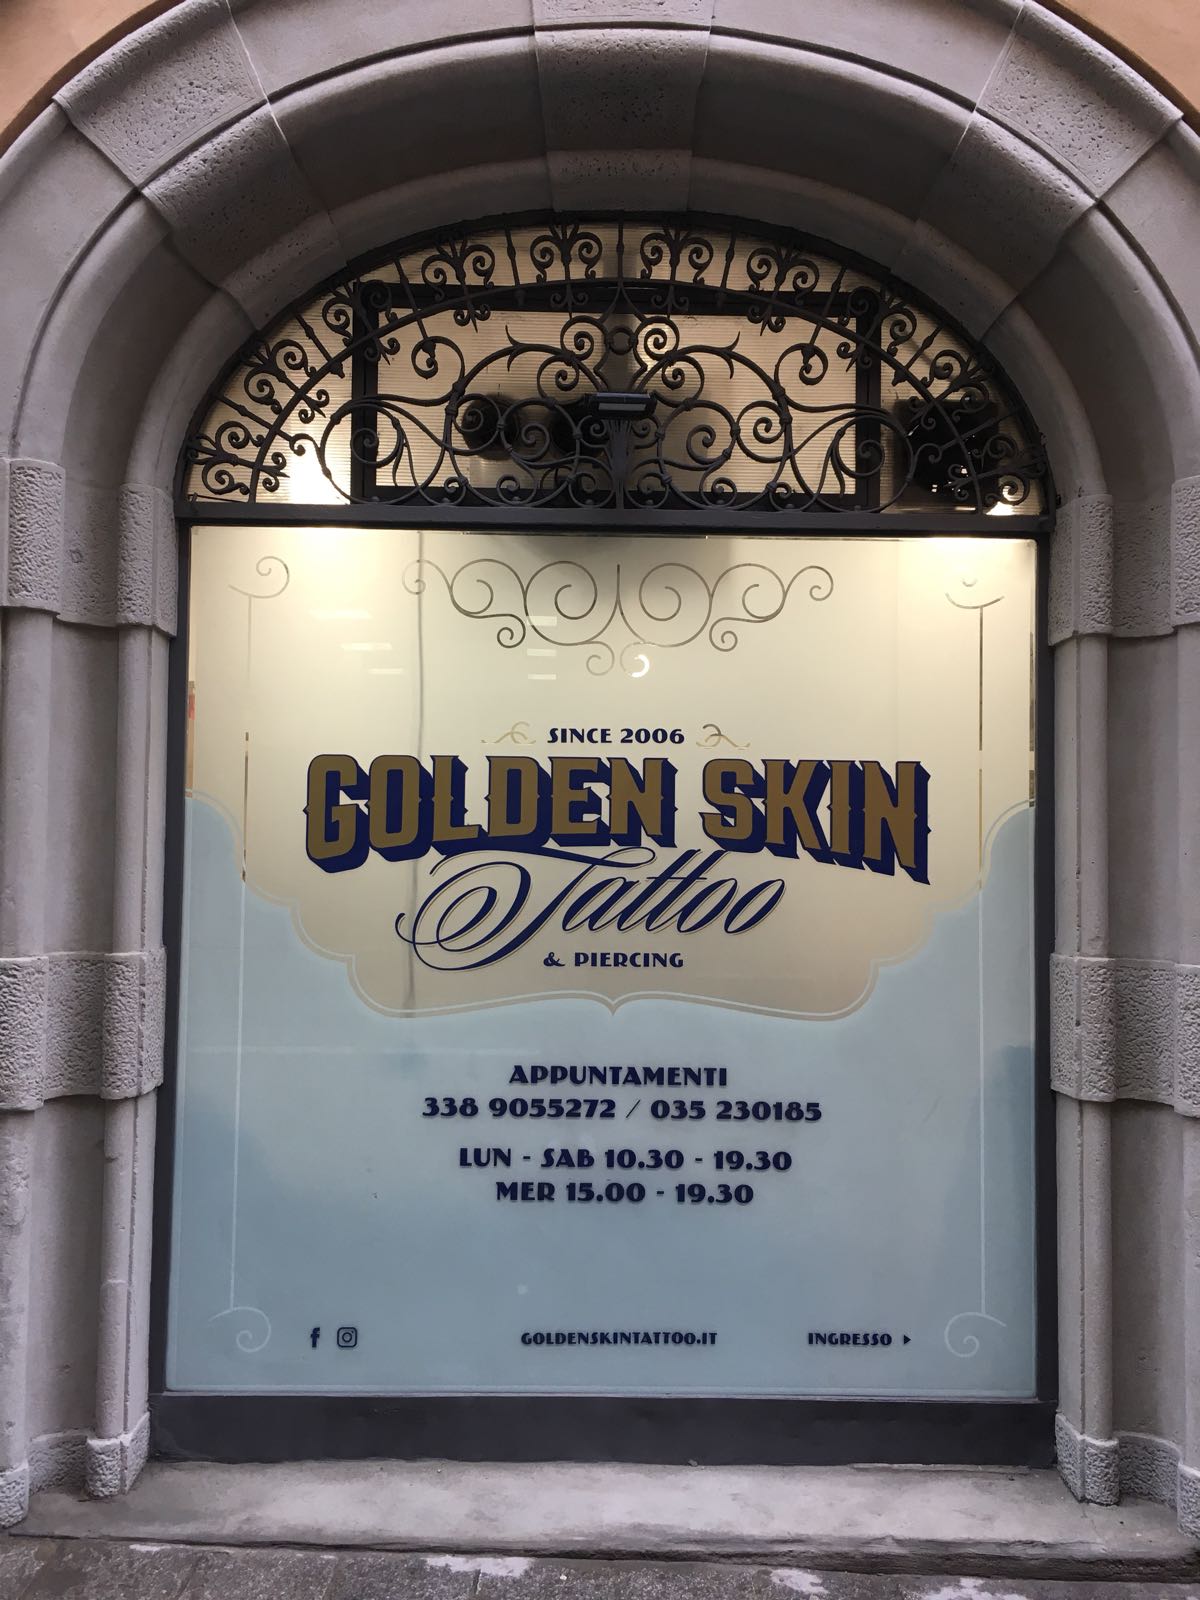 SINCE 2006
GOLDEN SKIN
Tattoo
& PIERCING
APPUNTAMENTI
338 9055272 / 035 230185
LUN - SAB 10.30 - 19.30
MER 15.00 - 19.30
GOLDENSKINTATTOO.IT
INGRESSO